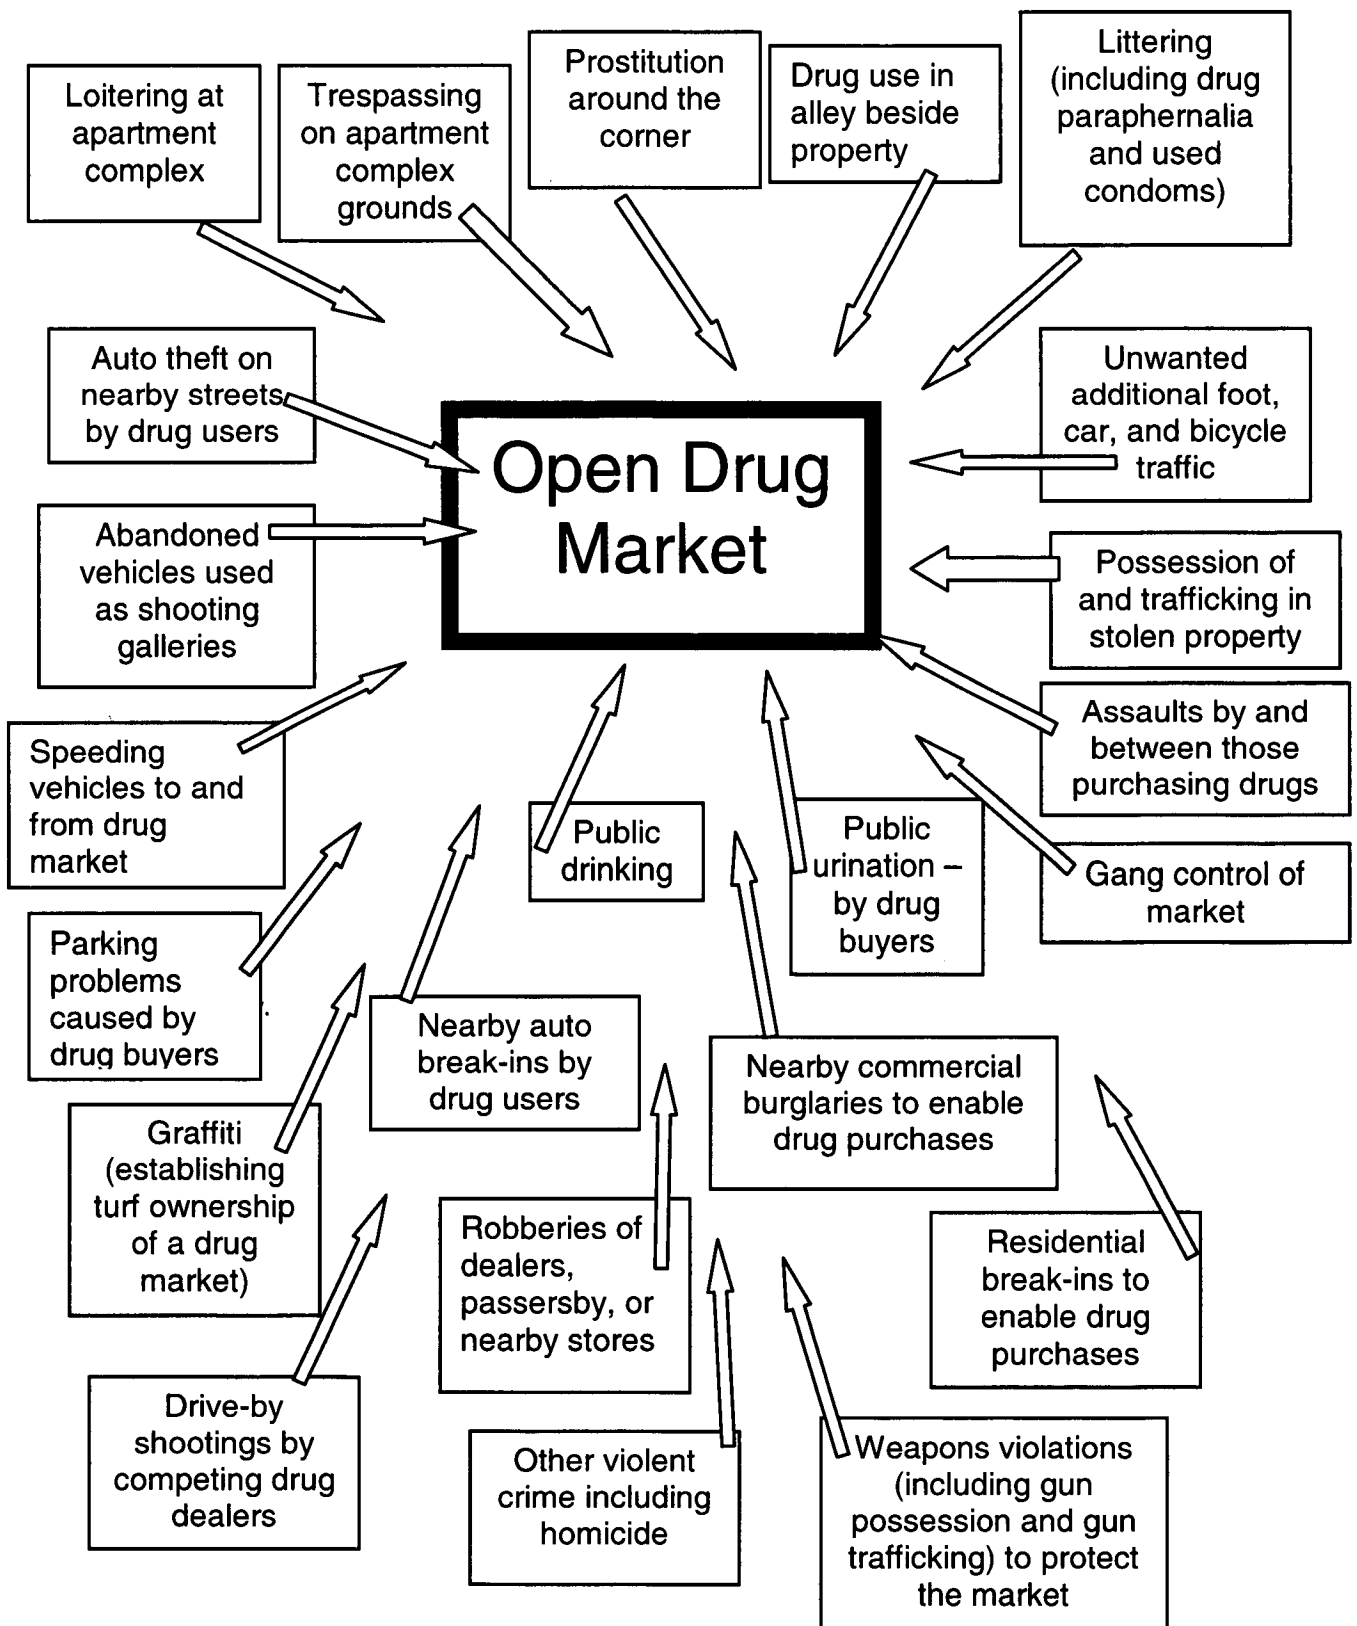 Loitering at
apartment
complex
Trespassing
on apartment
complex
grounds
Prostitution
around the
corner
Drug use in
alley beside
property
Littering
(including drug
paraphernalia
and used
condoms)
Auto theft on
nearby streets
by drug users
Open Drug
Market
Unwanted
additional foot,
car, and bicycle
traffic
Abandoned
vehicles used
as shooting
galleries
Possession of
and trafficking in
stolen property
Speeding
vehicles to and
from drug
market
Assaults by and
between those
purchasing drugs
Public
drinking
Public
urination –
by drug
buyers
Gang control of
market
Parking
problems
caused by
drug buyers
Nearby auto
break-ins by
drug users
Nearby commercial
burglaries to enable
drug purchases
Graffiti
(establishing
turf ownership
of a drug
market)
Robberies of
dealers,
passersby, or
nearby stores
Residential
break-ins to
enable drug
purchases
Drive-by
shootings by
competing drug
dealers
Other violent
crime including
homicide
Weapons violations
(including gun
possession and gun
trafficking) to protect
the market